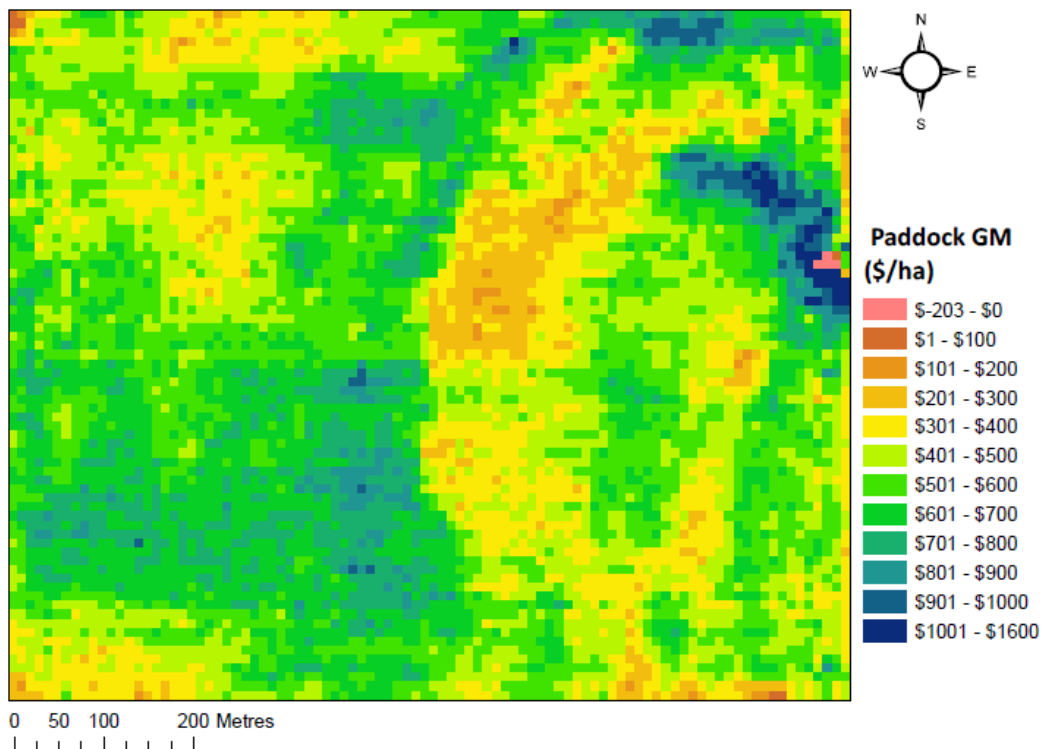 N
W E
S
Paddock GM
($/ha)
$-203 - $0
$1 - $100
$101 - $200
$201 - $300
$301 - $400
$401 - $500
$501 - $600
$601 - $700
$701 - $800
$801 - $900
$901 - $1000
$1001 - $1600
0 50 100 200 Metres